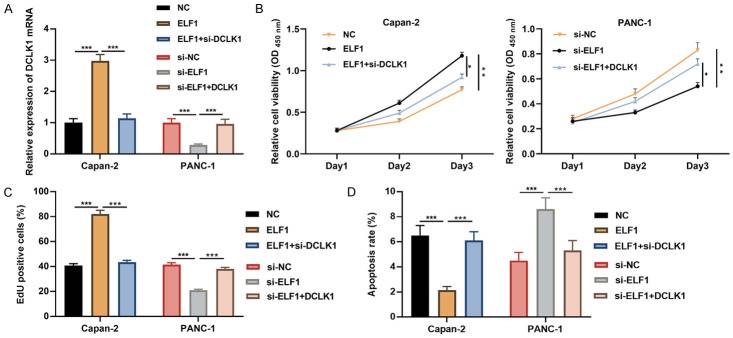 A
Relative expression of DCLK1 mRNA
4
3
2
1
0
***
***
***
***
Capan-2
PANC-1
NC
ELF1
ELF1+si-DCLK1
si-NC
si-ELF1
si-ELF1+DCLK1
B
Capan-2
Relative cell viability (OD 450 nm)
1.5
1.0
0.5
0.0
NC
ELF1
ELF1+si-DCLK1
*
**
Day1
Day2
Day3
PANC-1
Relative cell viability (OD 450 nm)
1.0
0.8
0.6
0.4
0.2
0.0
si-NC
si-ELF1
si-ELF1+DCLK1
*
**
Day1
Day2
Day3
C
EdU positive cells (%)
100
80
60
40
20
0
***
***
***
***
Capan-2
PANC-1
NC
ELF1
ELF1+si-DCLK1
si-NC
si-ELF1
si-ELF1+DCLK1
D
Apoptosis rate (%)
10
8
6
4
2
0
***
***
***
***
Capan-2
PANC-1
NC
ELF1
ELF1+si-DCLK1
si-NC
si-ELF1
si-ELF1+DCLK1